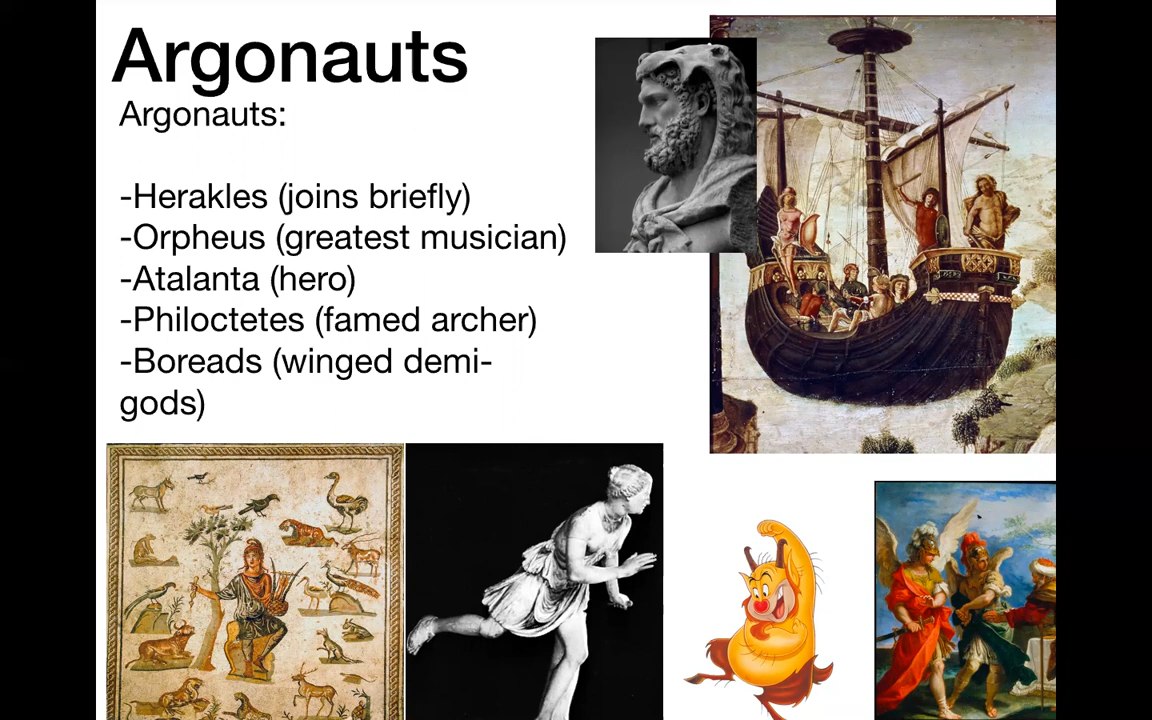 Argonauts
Argonauts:
-Herakles (joins briefly)
-Orpheus (greatest musician)
-Atalanta (hero)
-Philoctetes (famed archer)
-Boreads (winged demi-
gods)